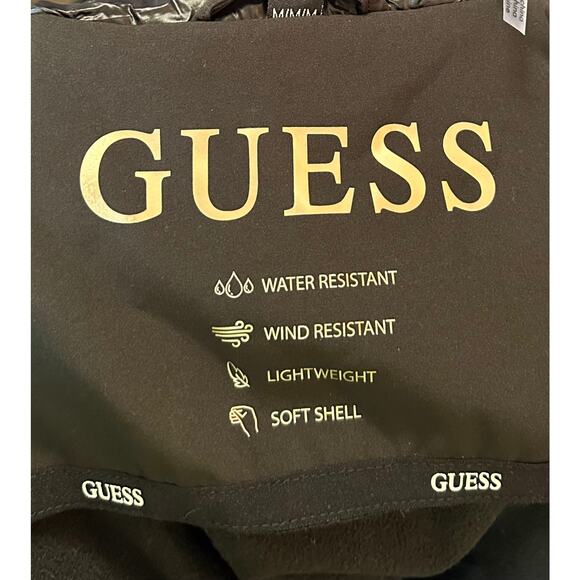 M/M/M
GUESS
WATER RESISTANT
WIND RESISTANT
LIGHTWEIGHT
SOFT SHELL
GUESS GUESS